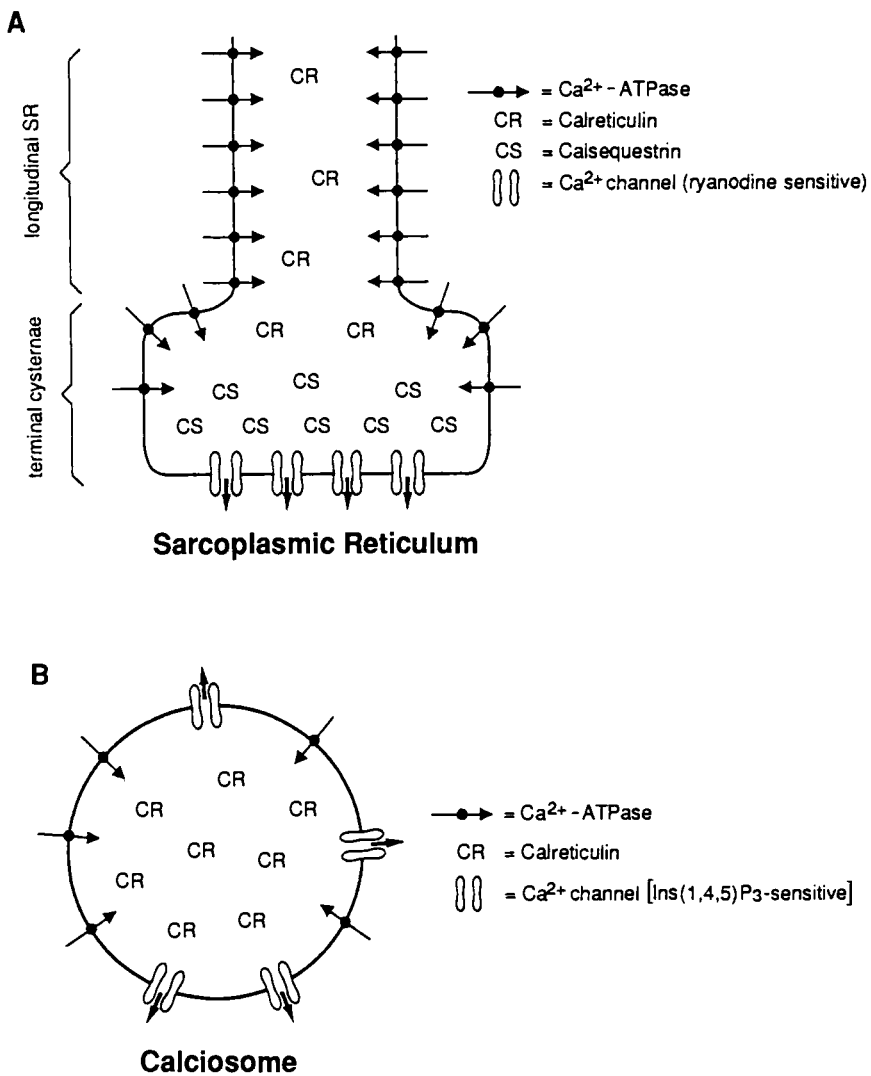 A
longitudinal SR
terminal cysternae
CR
CR
CR
CR CR
CS CS CS
CS CS CS CS CS
= Ca2+ -ATPase
CR = Calreticulin
CS = Calsequestrin
= Ca2+ channel (ryanodine sensitive)
Sarcoplasmic Reticulum
B
CR
CR CR
CR CR
CR
CR CR
= Ca2+ -ATPase
CR = Calreticulin
= Ca2+ channel [Ins(1,4,5)P3-sensitive]
Calciosome